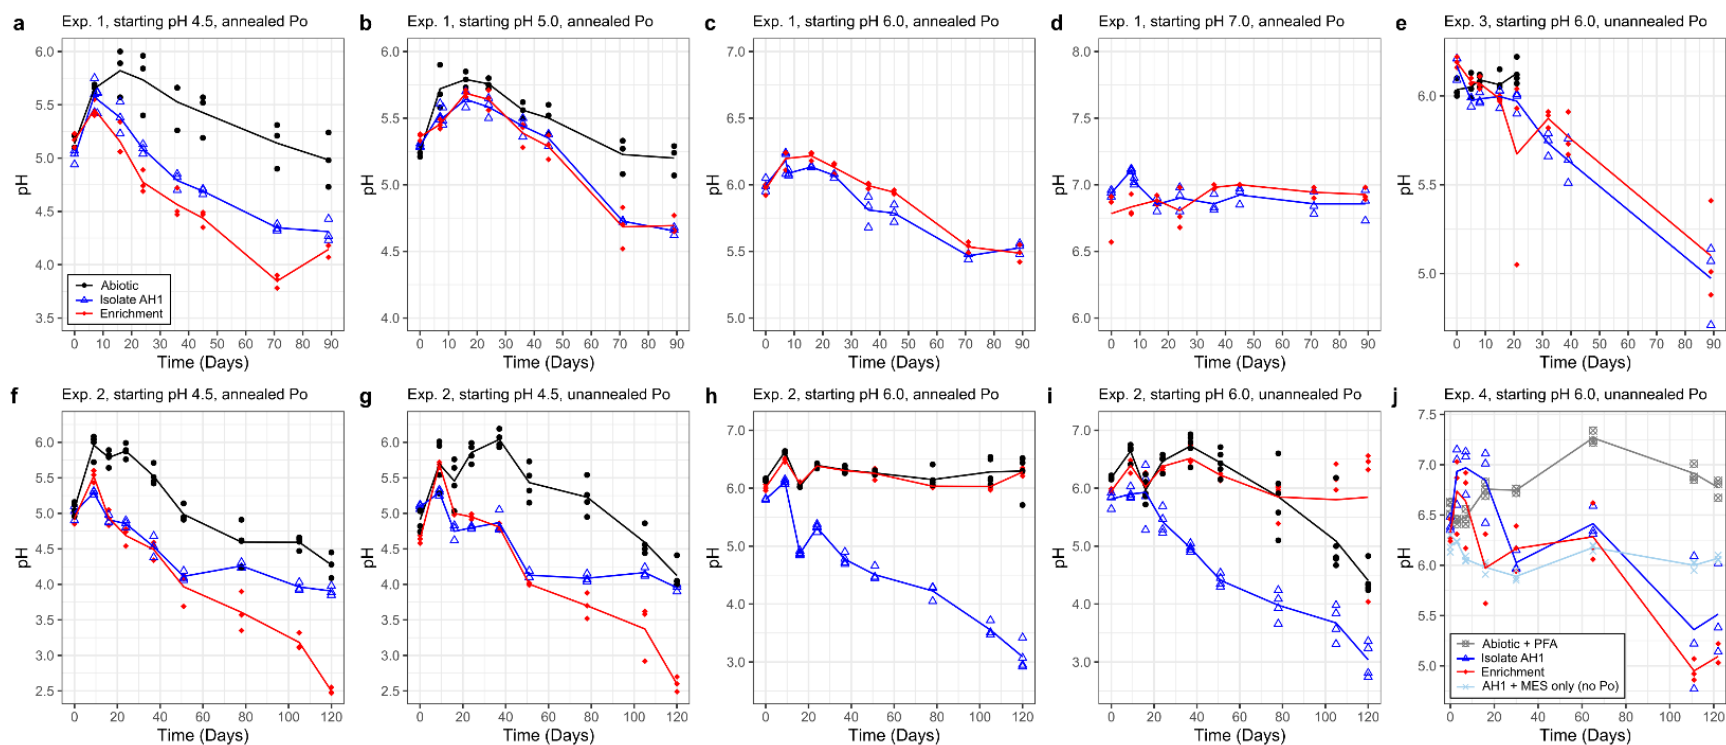 a Exp. 1, starting pH 4.5, annealed Po
6.0
5.5
5.0
4.5
4.0
3.5
pH
Abiotic
Isolate AH1
Enrichment
0 10 20 30 40 50 60 70 80 90
Time (Days)
b Exp. 1, starting pH 5.0, annealed Po
6.0
5.5
5.0
4.5
4.0
pH
0 10 20 30 40 50 60 70 80 90
Time (Days)
c Exp. 1, starting pH 6.0, annealed Po
7.0
6.5
6.0
5.5
5.0
pH
0 10 20 30 40 50 60 70 80 90
Time (Days)
d Exp. 1, starting pH 7.0, annealed Po
8.0
7.5
7.0
6.5
6.0
pH
0 10 20 30 40 50 60 70 80 90
Time (Days)
e Exp. 3, starting pH 6.0, unannealed Po
6.0
5.5
5.0
pH
0 10 20 30 40 50 60 70 80 90
Time (Days)
f Exp. 2, starting pH 4.5, annealed Po
6.0
5.5
5.0
4.5
4.0
3.5
3.0
2.5
pH
0 20 40 60 80 100 120
Time (Days)
g Exp. 2, starting pH 4.5, unannealed Po
6.0
5.5
5.0
4.5
4.0
3.5
3.0
2.5
pH
0 20 40 60 80 100 120
Time (Days)
h Exp. 2, starting pH 6.0, annealed Po
7.0
6.0
5.0
4.0
3.0
pH
0 20 40 60 80 100 120
Time (Days)
i Exp. 2, starting pH 6.0, unannealed Po
7.0
6.0
5.0
4.0
3.0
pH
0 20 40 60 80 100 120
Time (Days)
j Exp. 4, starting pH 6.0, unannealed Po
7.5
7.0
6.5
6.0
5.5
5.0
pH
Abiotic + PFA
Isolate AH1
Enrichment
AH1 + MES only (no Po)
0 20 40 60 80 100 120
Time (Days)